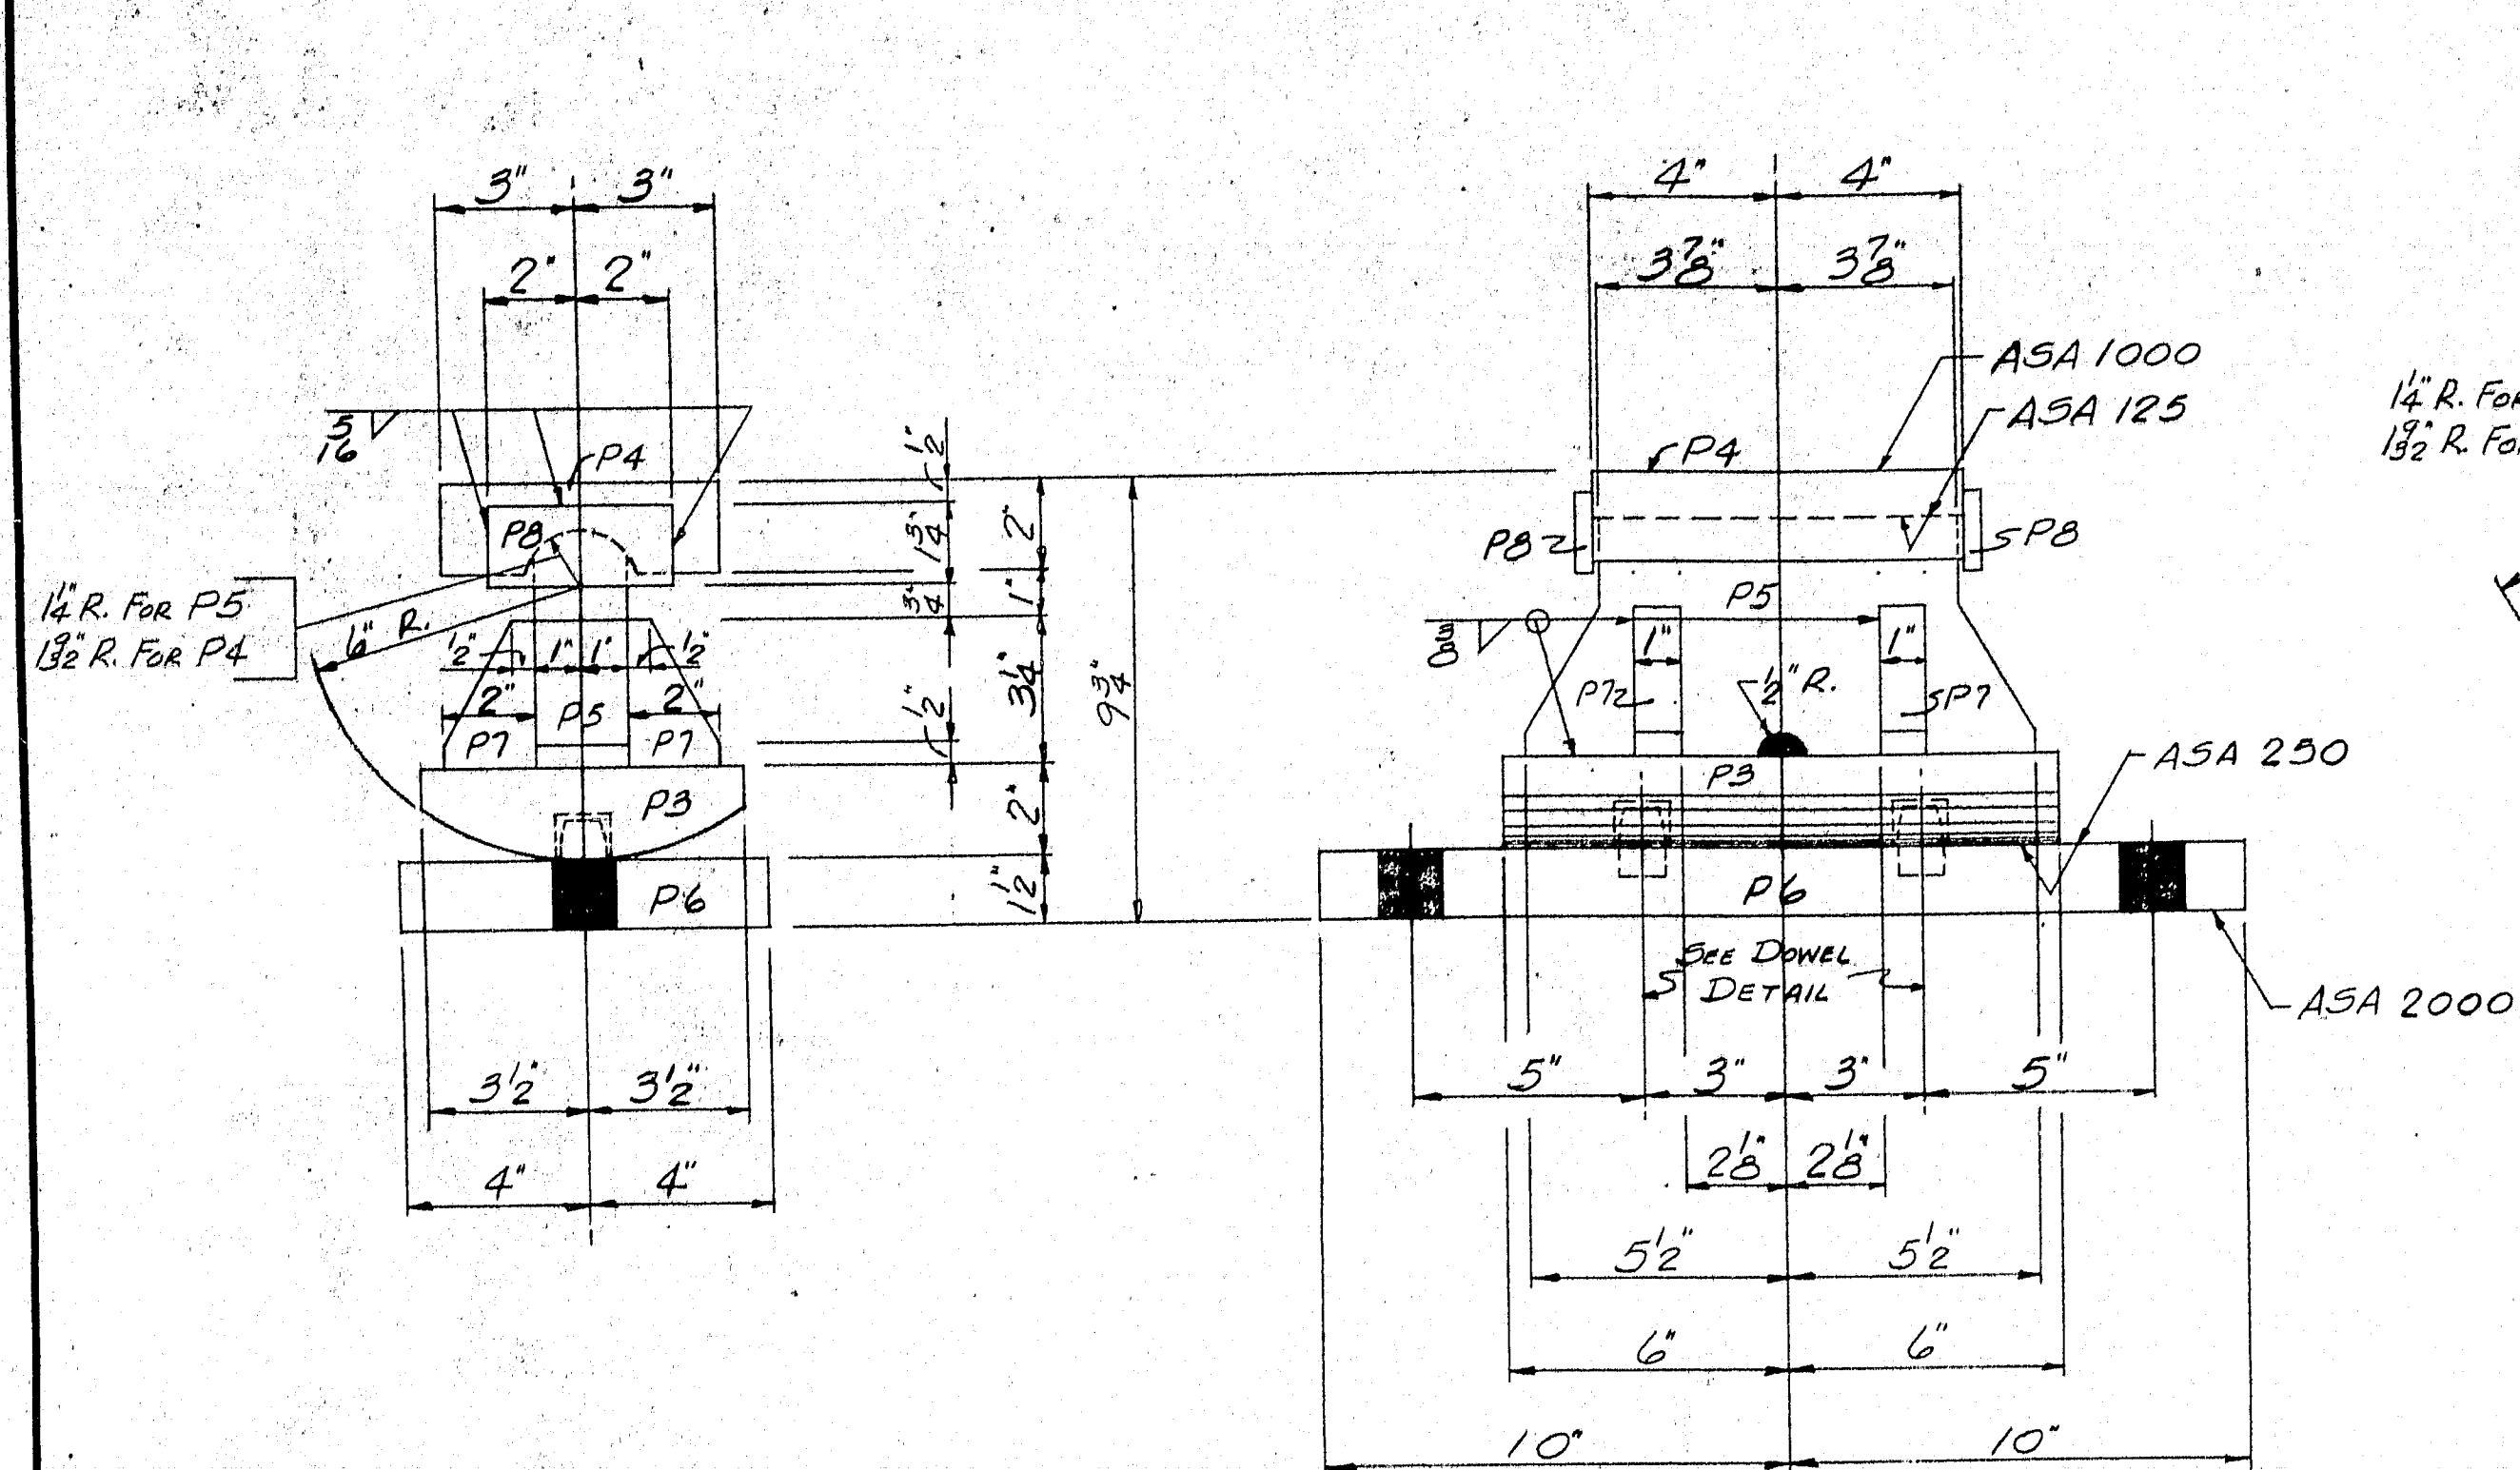 3" 3"
2" 2"
5/16
P4
P8
1 1/4" R. FOR P5
1 9/32" R. FOR P4
6" R.
1/2" 1" 1" 1/2"
2" P5 2"
P7 P7
P3
P6
3 1/2" 3 1/2"
4" 4"
1/2"
1 3/4"
3/4"
1/2"
2"
1"
3 1/4"
2"
1 1/2"
9 3/4"
4" 4"
3 7/8" 3 7/8"
ASA 1000
ASA 125
P4
P8 P8
P5
3/8
1" 1"
P7 1/2" R. P7
P3
ASA 250
P6
SEE DOWEL
DETAIL
ASA 2000
5" 3" 3" 5"
2 1/8" 2 1/8"
5 1/2" 5 1/2"
6" 6"
10" 10"
1 1/4" R. FOR
1 9/32" R. FOR